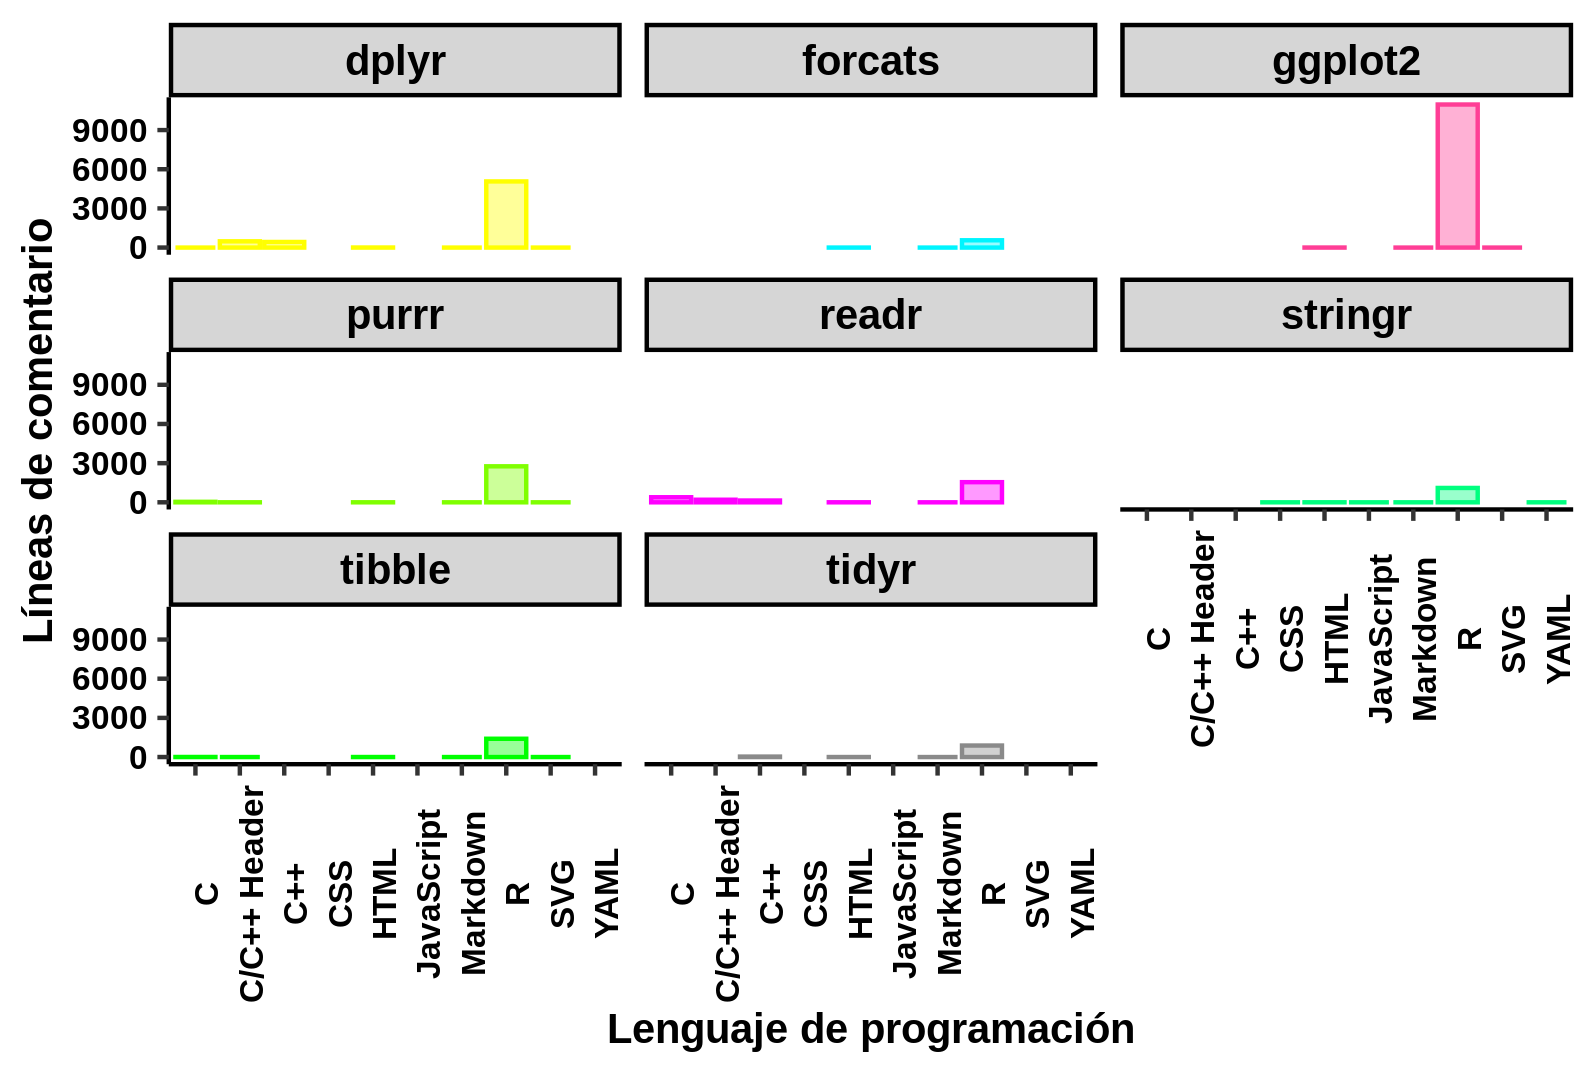 dplyr
forcats
ggplot2
9000
6000
3000
0
purrr
readr
stringr
9000
6000
3000
0
C
C/C++ Header
C++
CSS
HTML
JavaScript
Markdown
R
SVG
YAML
tibble
tidyr
9000
6000
3000
0
C
C/C++ Header
C++
CSS
HTML
JavaScript
Markdown
R
SVG
YAML
C
C/C++ Header
C++
CSS
HTML
JavaScript
Markdown
R
SVG
YAML
Líneas de comentario
Lenguaje de programación